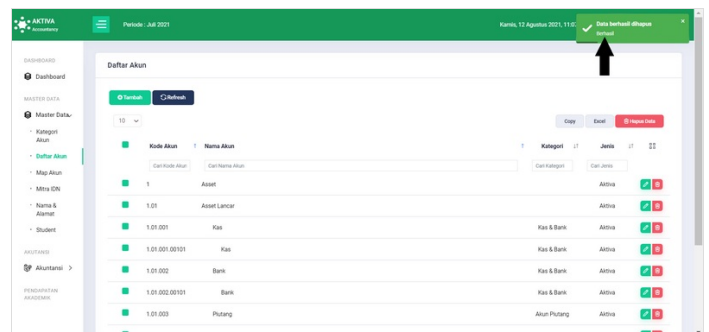 AKTIVA
Accountancy
Periode : Juli 2021
Kamis, 12 Agustus 2021, 11:0
Data berhasil dihapus
×
Berhasil
DASHBOARD
Dashboard
MASTER DATA
Master Data
Kategori
Akun
Daftar Akun
Map Akun
Mitra IDN
Nama &
Alamat
Student
AKUTANSI
Akuntansi >
PENDAPATAN
AKADEMIK
Daftar Akun
Tambah
Refresh
10
Copy
Excel
Hapus Data
Kode Akun
Nama Akun
Kategori
Jenis
Cari Kode Akun
Cari Nama Akun
Cari Kategori
Cari Jenis
1 Asset Aktiva
1.01 Asset Lancar Aktiva
1.01.001 Kas Kas & Bank Aktiva
1.01.001.00101 Kas Kas & Bank Aktiva
1.01.002 Bank Kas & Bank Aktiva
1.01.002.00101 Bank Kas & Bank Aktiva
1.01.003 Piutang Akun Piutang Aktiva